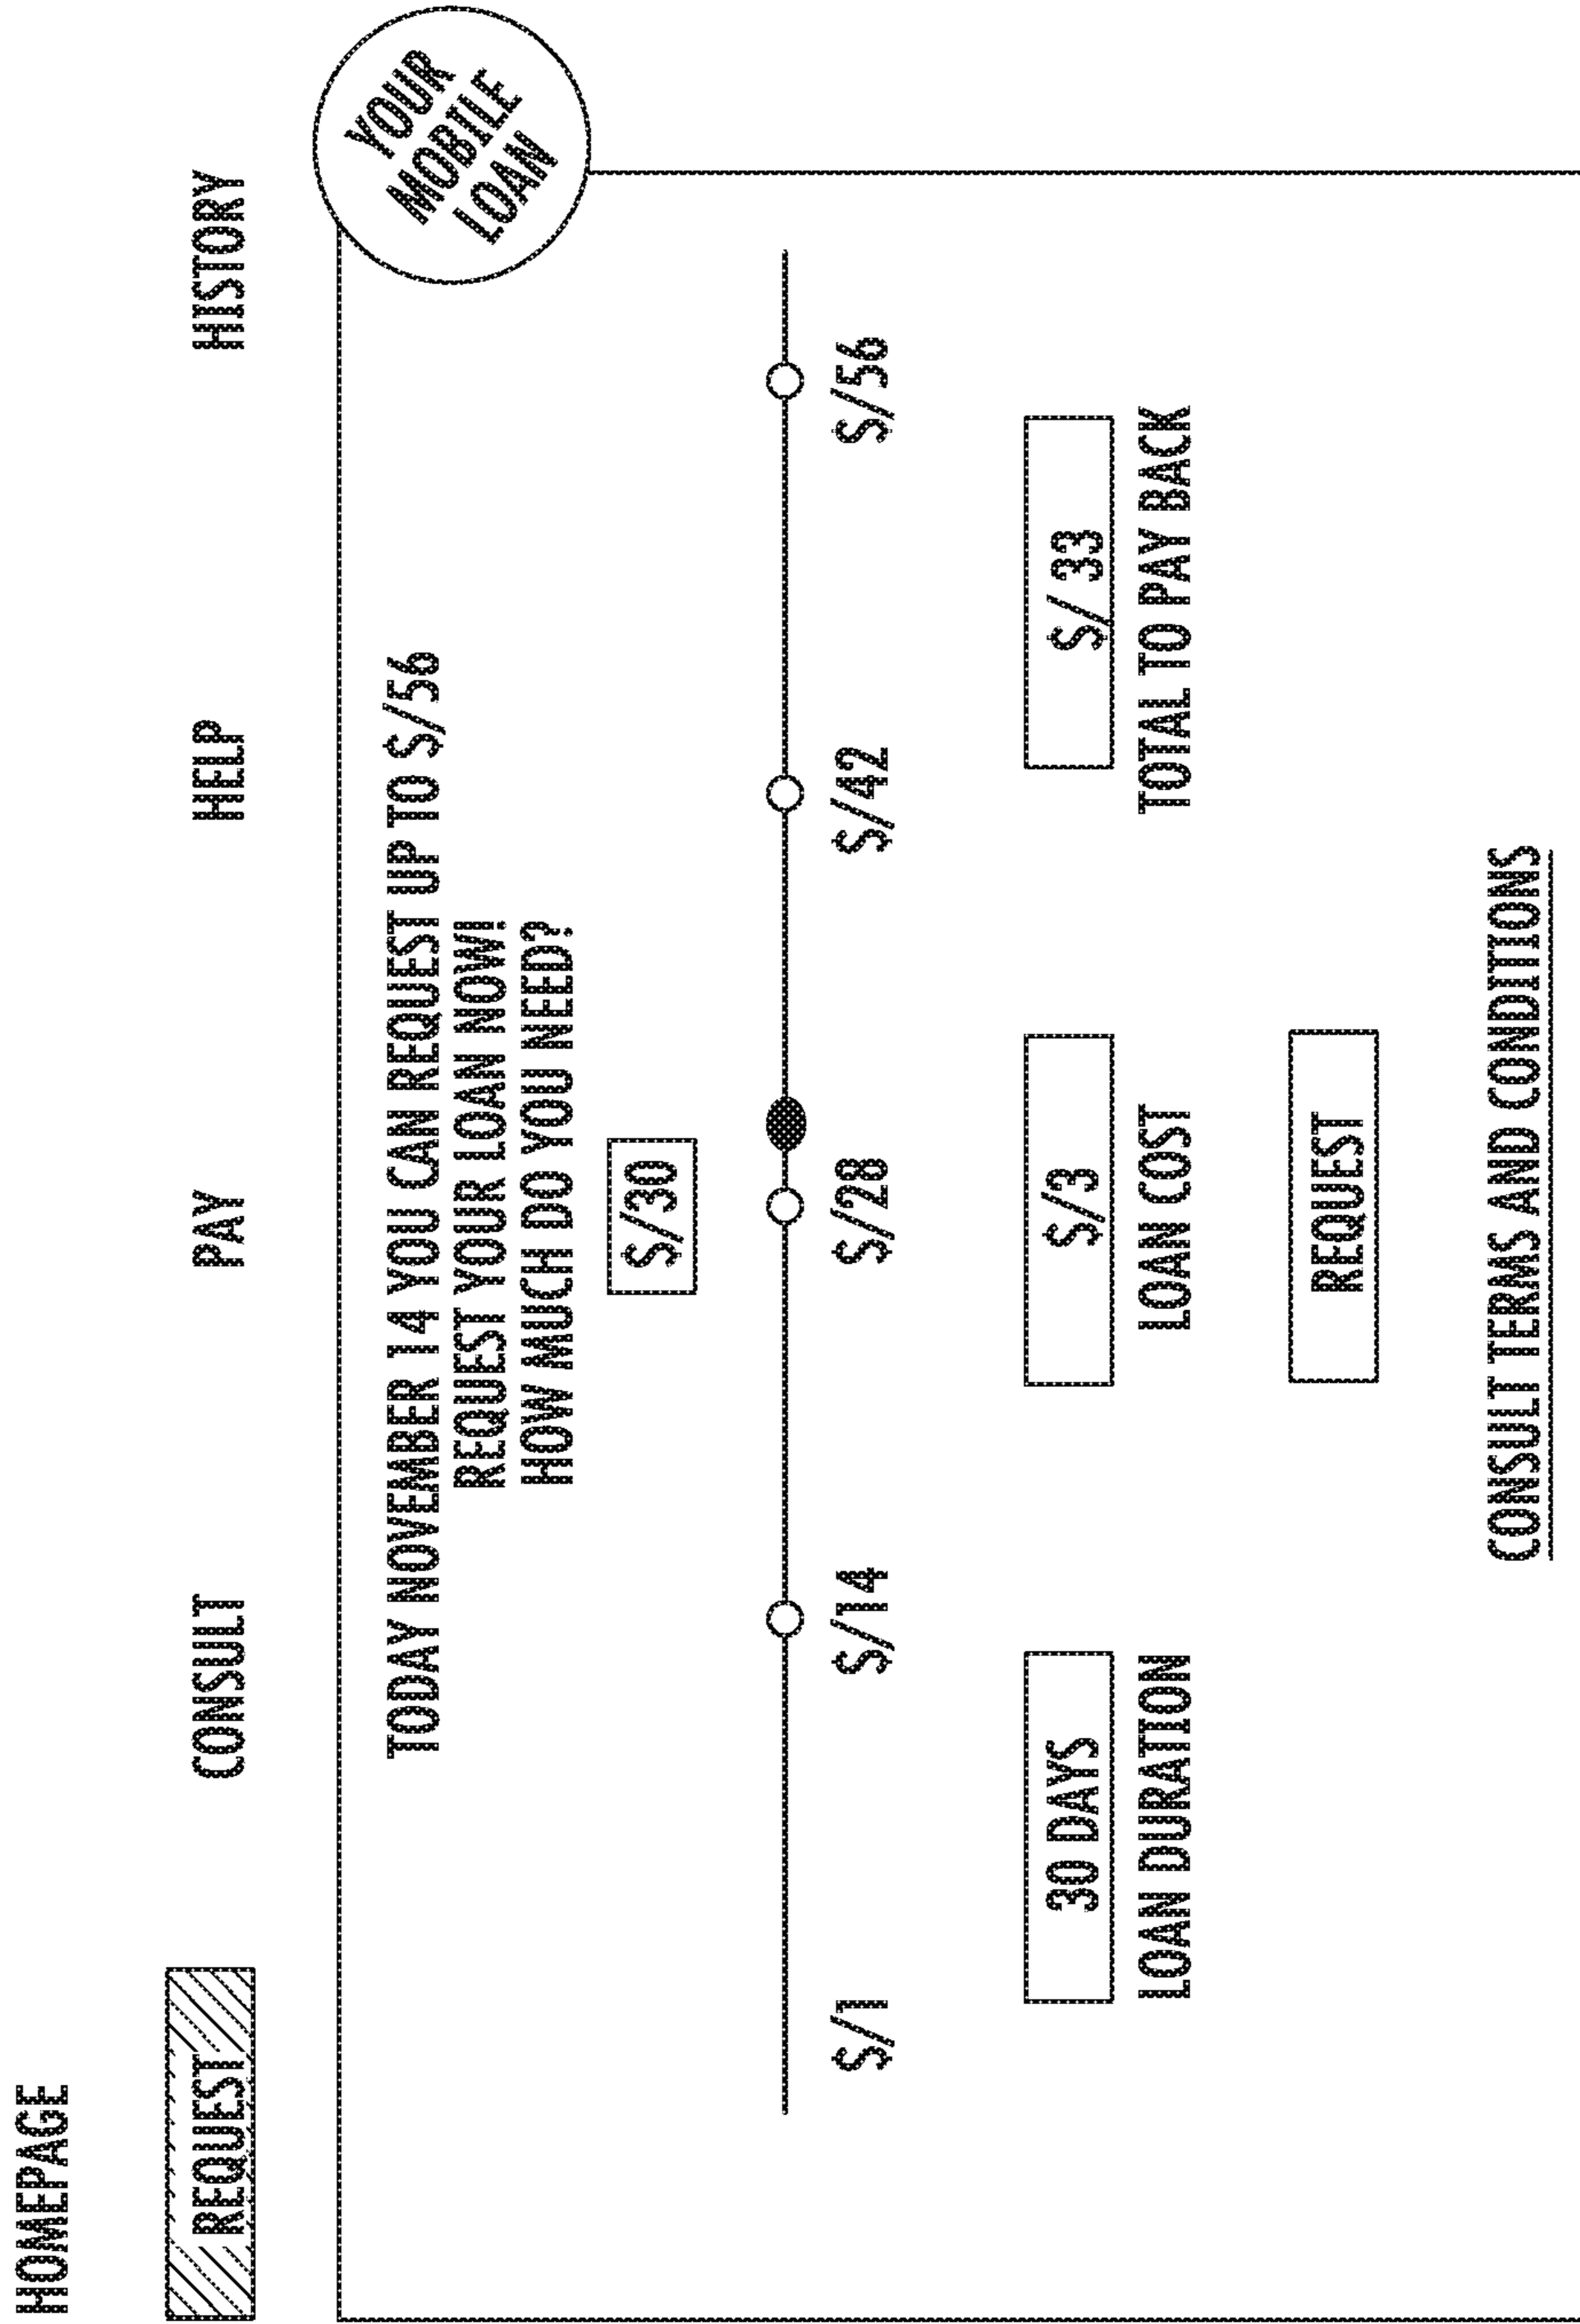 HOMEPAGE
REQUEST CONSULT PAY HELP HISTORY
YOUR
MOBILE
LOAN
TODAY NOVEMBER 14 YOU CAN REQUEST UP TO S/56
REQUEST YOUR LOAN NOW!
HOW MUCH DO YOU NEED?
S/30
S/1 S/14 S/28 S/42 S/56
30 DAYS S/3 S/ 33
LOAN DURATION LOAN COST TOTAL TO PAY BACK
REQUEST
CONSULT TERMS AND CONDITIONS